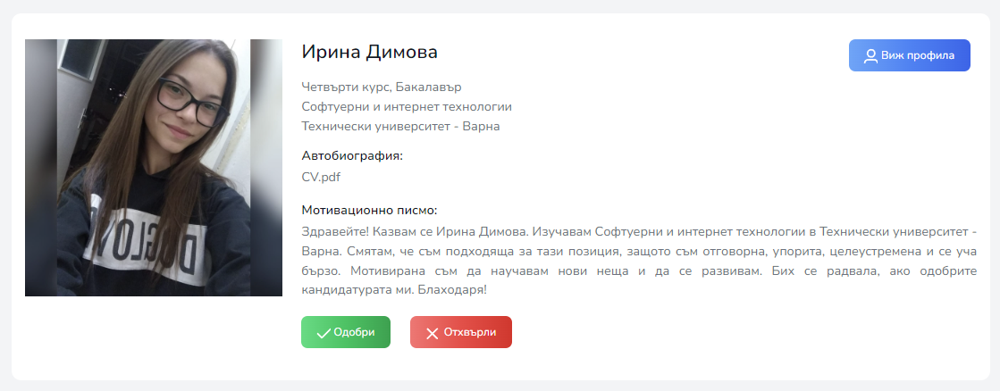 Ирина Димова
Виж профила
Четвърти курс, Бакалавър
Софтуерни и интернет технологии
Технически университет - Варна
Автобиография:
CV.pdf
Мотивационно писмо:
Здравейте! Казвам се Ирина Димова. Изучавам Софтуерни и интернет технологии в Технически университет -
Варна. Смятам, че съм подходяща за тази позиция, защото съм отговорна, упорита, целеустремена и се уча
бързо. Мотивирана съм да научавам нови неща и да се развивам. Бих се радвала, ако одобрите
кандидатурата ми. Блаходаря!
Одобри
Отхвърли